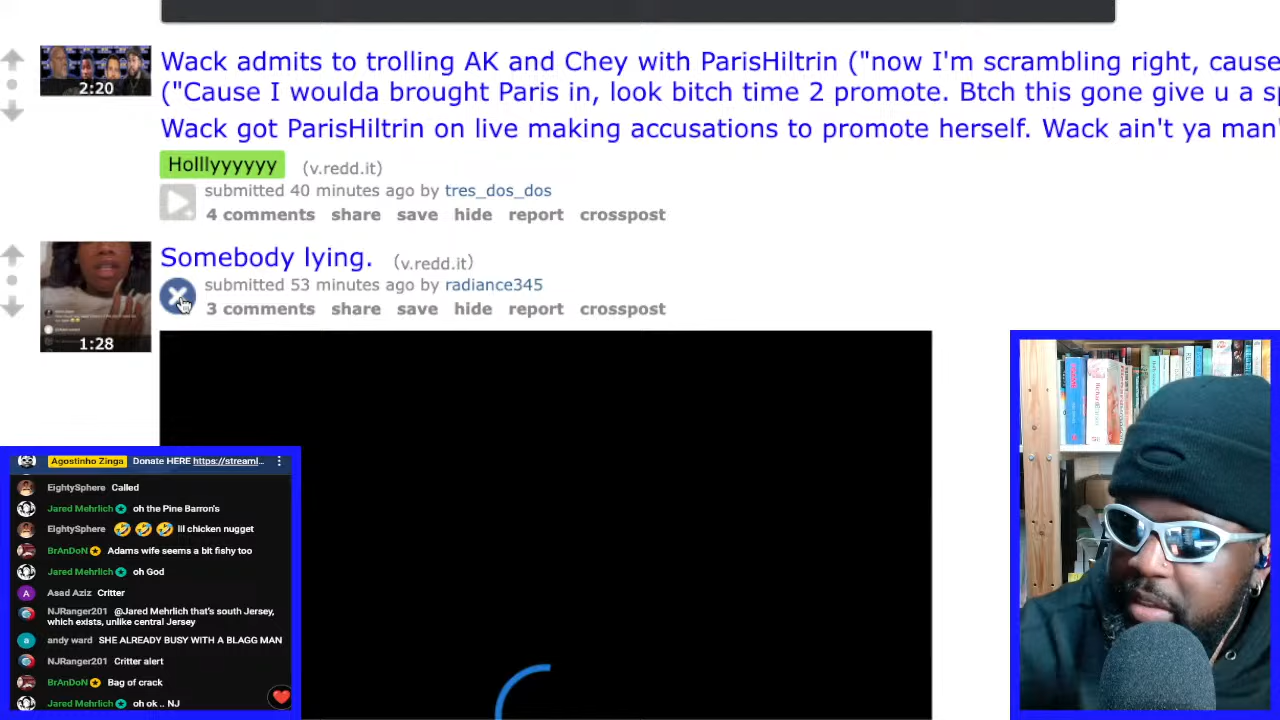 Wack admits to trolling AK and Chey with ParisHiltrin ("now I'm scrambling right, cause
("Cause I woulda brought Paris in, look bitch time 2 promote. Btch this gone give u a sp
Wack got ParisHiltrin on live making accusations to promote herself. Wack ain't ya man'
2:20
Holllyyyyyy (v.redd.it)
submitted 40 minutes ago by tres_dos_dos
4 comments share save hide report crosspost
Somebody lying. (v.redd.it)
submitted 53 minutes ago by radiance345
3 comments share save hide report crosspost
1:28
Agostinho Zinga Donate HERE https://streaml...
EightySphere Called
Jared Mehrlich oh the Pine Barron's
EightySphere 🤣 🤣 🤣 lil chicken nugget
BrAnDoN Adams wife seems a bit fishy too
Jared Mehrlich oh God
A Asad Aziz Critter
NJRanger201 @Jared Mehrlich that's south Jersey,
which exists, unlike central Jersey
a andy ward SHE ALREADY BUSY WITH A BLAGG MAN
NJRanger201 Critter alert
BrAnDoN Bag of crack
Jared Mehrlich oh ok .. NJ